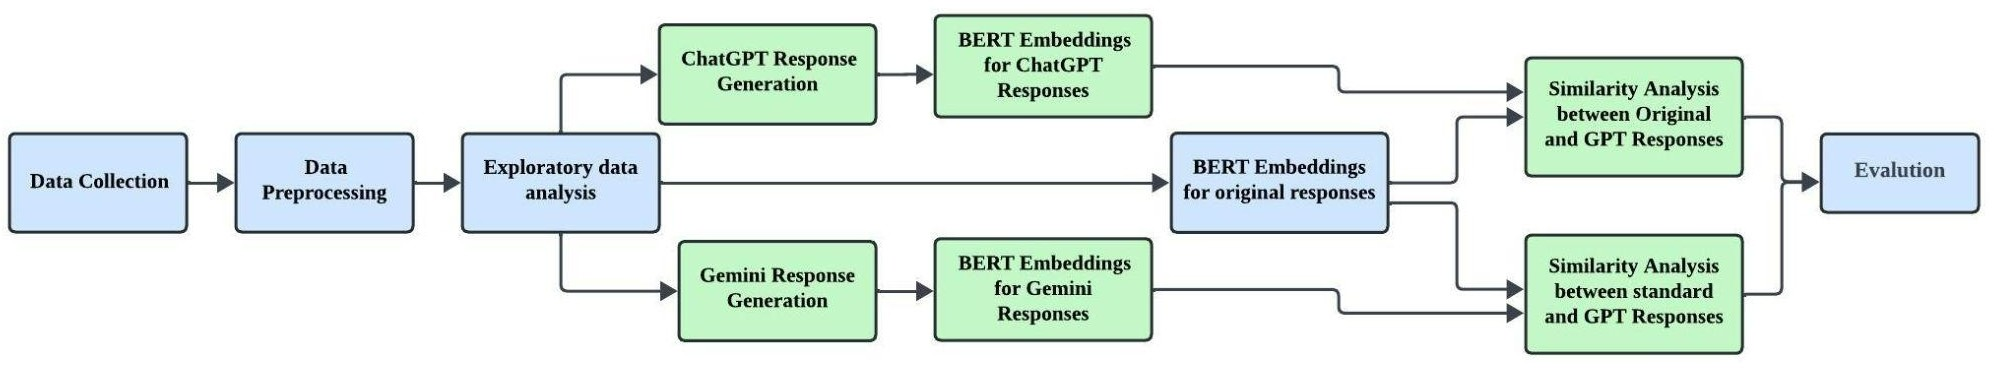 Data Collection
Data
Preprocessing
Exploratory data
analysis
ChatGPT Response
Generation
BERT Embeddings
for ChatGPT
Responses
BERT Embeddings
for original responses
Gemini Response
Generation
BERT Embeddings
for Gemini
Responses
Similarity Analysis
between Original
and GPT Responses
Similarity Analysis
between standard
and GPT Responses
Evalution